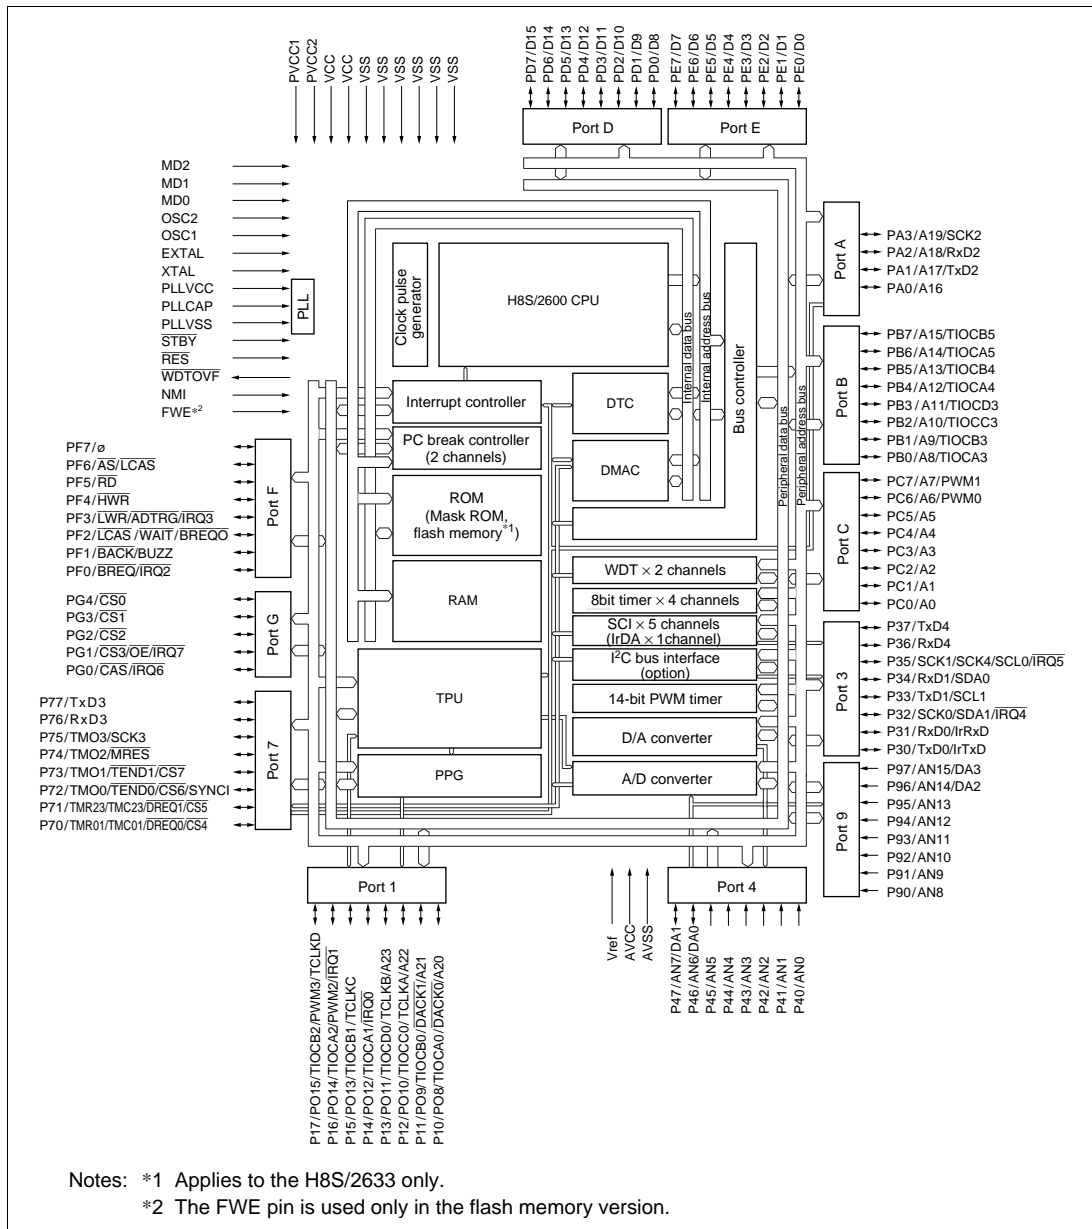 PVCC1
PVCC2
VCC
VCC
VSS
VSS
VSS
VSS
VSS
VSS
PD7/D15
PD6/D14
PD5/D13
PD4/D12
PD3/D11
PD2/D10
PD1/D9
PD0/D8
PE7/D7
PE6/D6
PE5/D5
PE4/D4
PE3/D3
PE2/D2
PE1/D1
PE0/D0
Port D
Port E
MD2
MD1
MD0
OSC2
OSC1
EXTAL
XTAL
PLLVCC
PLLCAP
PLLVSS
STBY
RES
WDTOVF
NMI
FWE*2
PLL
Clock pulse
generator
H8S/2600 CPU
Interrupt controller
PC break controller
(2 channels)
ROM
(Mask ROM,
flash memory*1)
RAM
TPU
PPG
DTC
DMAC
Internal data bus
Internal address bus
Bus controller
Peripheral data bus
Peripheral address bus
WDT × 2 channels
8bit timer × 4 channels
SCI × 5 channels
(IrDA × 1channel)
I2C bus interface
(option)
14-bit PWM timer
D/A converter
A/D converter
Port A
PA3/A19/SCK2
PA2/A18/RxD2
PA1/A17/TxD2
PA0/A16
Port B
PB7/A15/TIOCB5
PB6/A14/TIOCA5
PB5/A13/TIOCB4
PB4/A12/TIOCA4
PB3 /A11/TIOCD3
PB2/A10/TIOCC3
PB1/A9/TIOCB3
PB0/A8/TIOCA3
Port C
PC7/A7/PWM1
PC6/A6/PWM0
PC5/A5
PC4/A4
PC3/A3
PC2/A2
PC1/A1
PC0/A0
Port 3
P37/TxD4
P36/RxD4
P35/SCK1/SCK4/SCL0/IRQ5
P34/RxD1/SDA0
P33/TxD1/SCL1
P32/SCK0/SDA1/IRQ4
P31/RxD0/IrRxD
P30/TxD0/IrTxD
Port 9
P97/AN15/DA3
P96/AN14/DA2
P95/AN13
P94/AN12
P93/AN11
P92/AN10
P91/AN9
P90/AN8
PF7/ø
PF6/AS/LCAS
PF5/RD
PF4/HWR
PF3/LWR/ADTRG/IRQ3
PF2/LCAS /WAIT/BREQO
PF1/BACK/BUZZ
PF0/BREQ/IRQ2
Port F
PG4/CS0
PG3/CS1
PG2/CS2
PG1/CS3/OE/IRQ7
PG0/CAS/IRQ6
Port G
P77/TxD3
P76/RxD3
P75/TMO3/SCK3
P74/TMO2/MRES
P73/TMO1/TEND1/CS7
P72/TMO0/TEND0/CS6/SYNCI
P71/TMR23/TMC23/DREQ1/CS5
P70/TMR01/TMC01/DREQ0/CS4
Port 7
Port 1
Port 4
P17/PO15/TIOCB2/PWM3/TCLKD
P16/PO14/TIOCA2/PWM2/IRQ1
P15/PO13/TIOCB1/TCLKC
P14/PO12/TIOCA1/IRQ0
P13/PO11/TIOCD0/TCLKB/A23
P12/PO10/TIOCC0/TCLKA/A22
P11/PO9/TIOCB0/DACK1/A21
P10/PO8/TIOCA0/DACK0/A20
Vref
AVCC
AVSS
P47/AN7/DA1
P46/AN6/DA0
P45/AN5
P44/AN4
P43/AN3
P42/AN2
P41/AN1
P40/AN0
Notes: *1 Applies to the H8S/2633 only.
*2 The FWE pin is used only in the flash memory version.